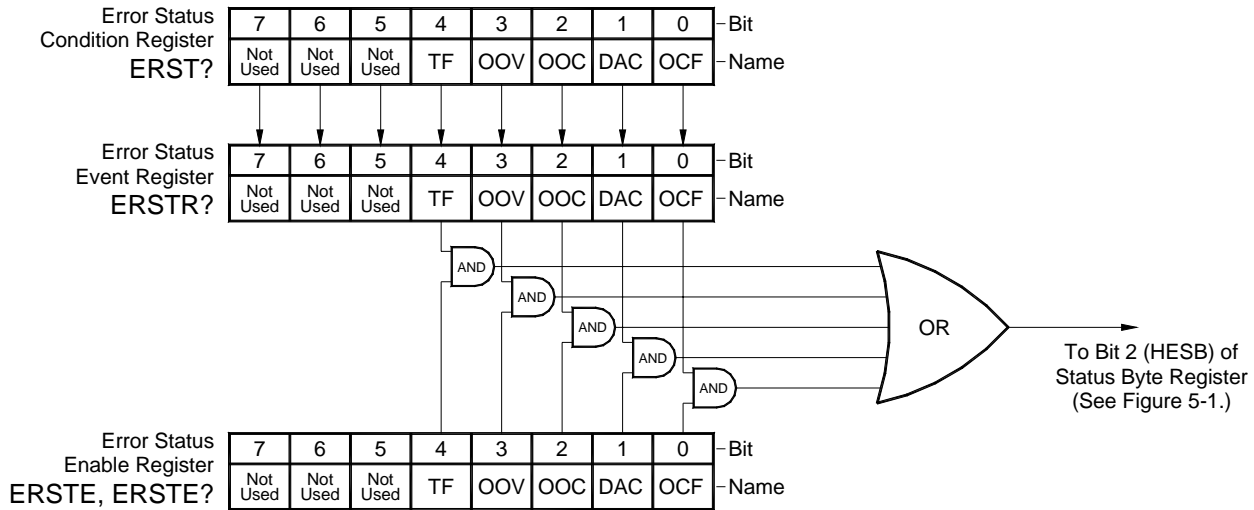 Error Status
Condition Register
ERST?
7 6 5 4 3 2 1 0 Bit
Not Used Not Used Not Used TF OOV OOC DAC OCF Name
Error Status
Event Register
ERSTR?
7 6 5 4 3 2 1 0 Bit
Not Used Not Used Not Used TF OOV OOC DAC OCF Name
AND
AND
AND
AND
AND
OR
To Bit 2 (HESB) of
Status Byte Register
(See Figure 5-1.)
Error Status
Enable Register
ERSTE, ERSTE?
7 6 5 4 3 2 1 0 Bit
Not Used Not Used Not Used TF OOV OOC DAC OCF Name